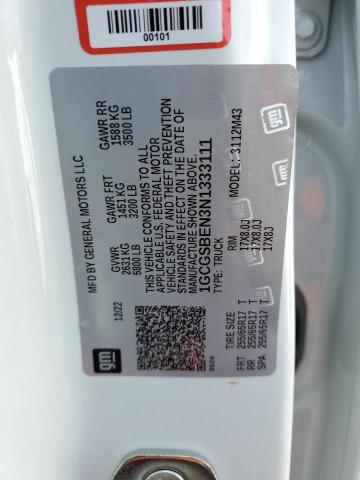 00101
MFD BY GENERAL MOTORS LLC
12/22
GVWR
2631 KG
5800 LB
GAWR FRT
1451 KG
3200 LB
GAWR RR
1588 KG
3500 LB
THIS VEHICLE CONFORMS TO ALL
APPLICABLE U.S. FEDERAL MOTOR
VEHICLE SAFETY AND THEFT PREVENTION
STANDARDS IN EFFECT ON THE DATE OF
MANUFACTURE SHOWN ABOVE.
1GCGSBEN3N1333111
TYPE: TRUCK
MODEL: 3112M43
TIRE SIZE RIM
FRT 255/65R17 T 17X8.0J
RR 255/65R17 T 17X8.0J
SPA 255/65R17 T 17X8J
8624
gm
gm